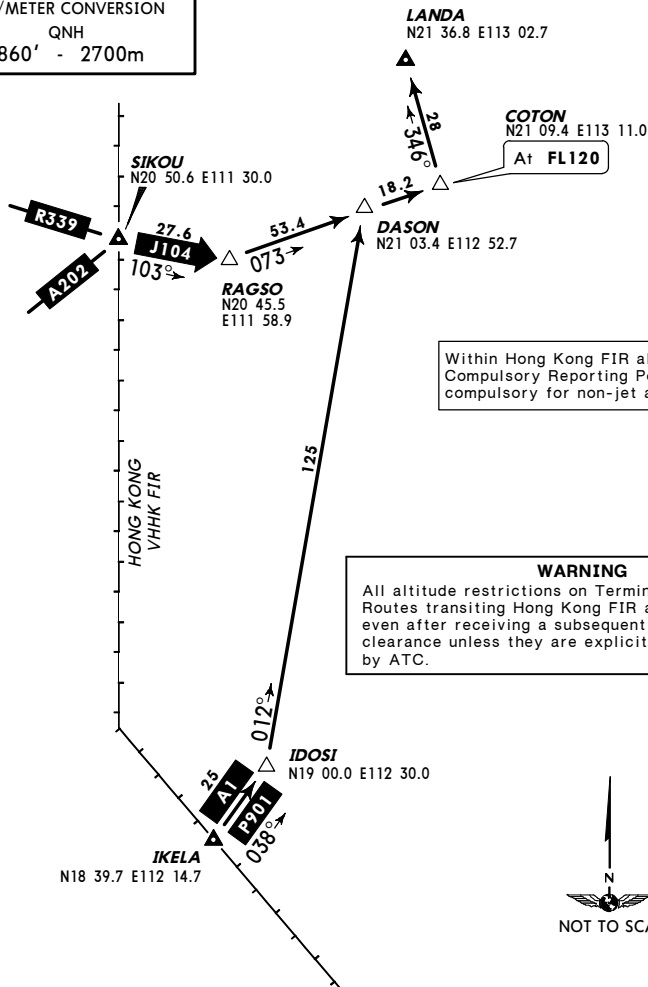 /METER CONVERSION
QNH
860' - 2700m
LANDA
N21 36.8 E113 02.7
28
346°
COTON
N21 09.4 E113 11.0
At FL120
SIKOU
N20 50.6 E111 30.0
R339
A202
27.6
J104
103°
53.4
073°
18.2
DASON
N21 03.4 E112 52.7
RAGSO
N20 45.5
E111 58.9
Within Hong Kong FIR
Compulsory Reporting
compulsory for non-jet
125
HONG KONG
VHHK FIR
WARNING
All altitude restrictions on
Routes transiting Hong Kong FIR
even after receiving a subsequent
clearance unless they are
by ATC.
012°
IDOSI
N19 00.0 E112 30.0
25
A1
P901
038°
IKELA
N18 39.7 E112 14.7
N
NOT TO